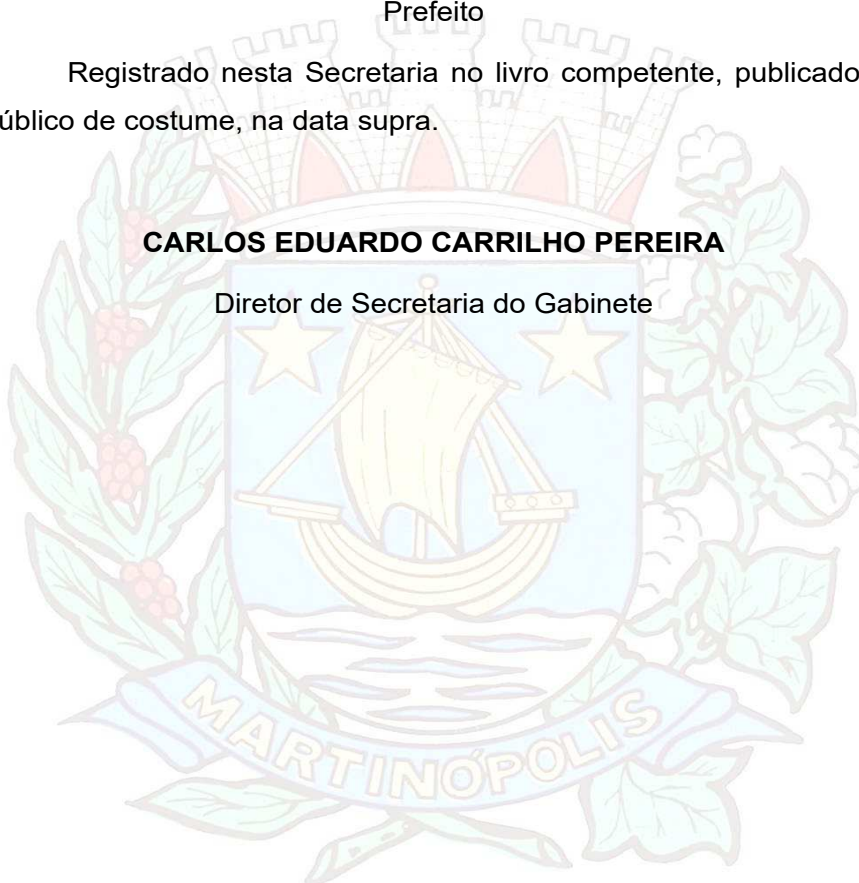 Prefeito
Registrado nesta Secretaria no livro competente, publicado
úblico de costume, na data supra.
CARLOS EDUARDO CARRILHO PEREIRA
Diretor de Secretaria do Gabinete
MARTINÓPOLIS